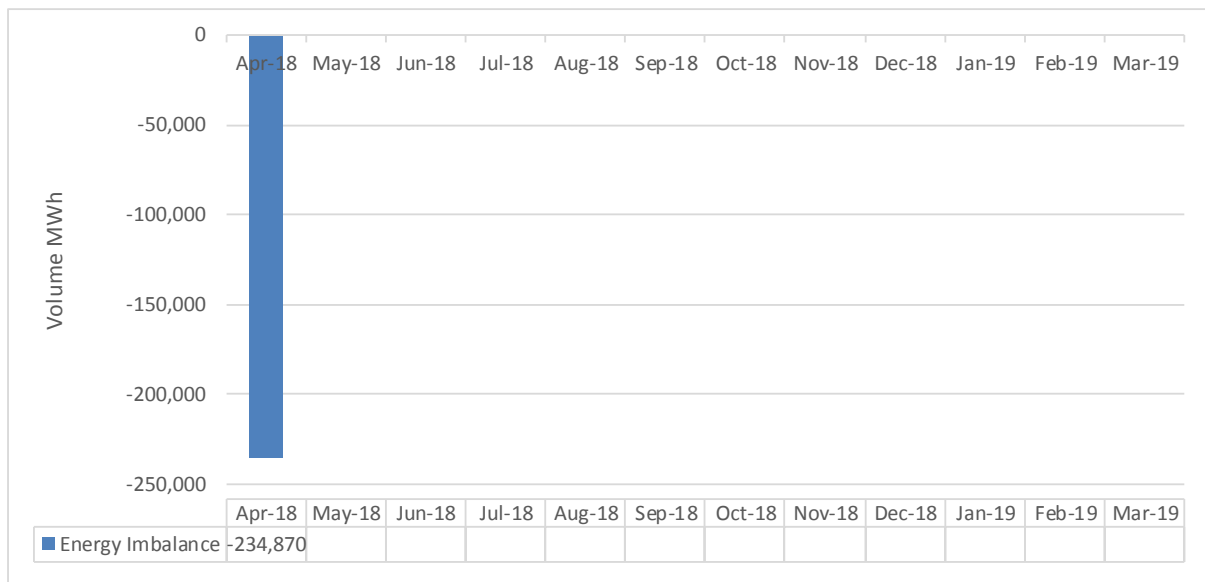 0
Apr-18 May-18 Jun-18 Jul-18 Aug-18 Sep-18 Oct-18 Nov-18 Dec-18 Jan-19 Feb-19 Mar-19
-50,000
-100,000
Volume MWh
-150,000
-200,000
-250,000
Apr-18 May-18 Jun-18 Jul-18 Aug-18 Sep-18 Oct-18 Nov-18 Dec-18 Jan-19 Feb-19 Mar-19
Energy Imbalance -234,870